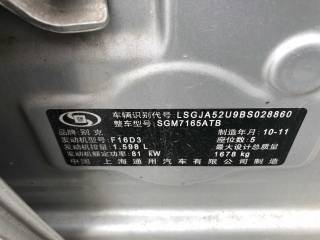 车辆识别代号: LSGJA52U9BS028860
整车型号: SGM7165ATB
品牌: 别克 制造年月: 10-11
发动机型号: F16D3 座位数: 5
发动机排量: 1.598 L 最大设计总质量
发动机额定功率: 81 kW 1678 kg
中国 上海通用汽车有限公司制造